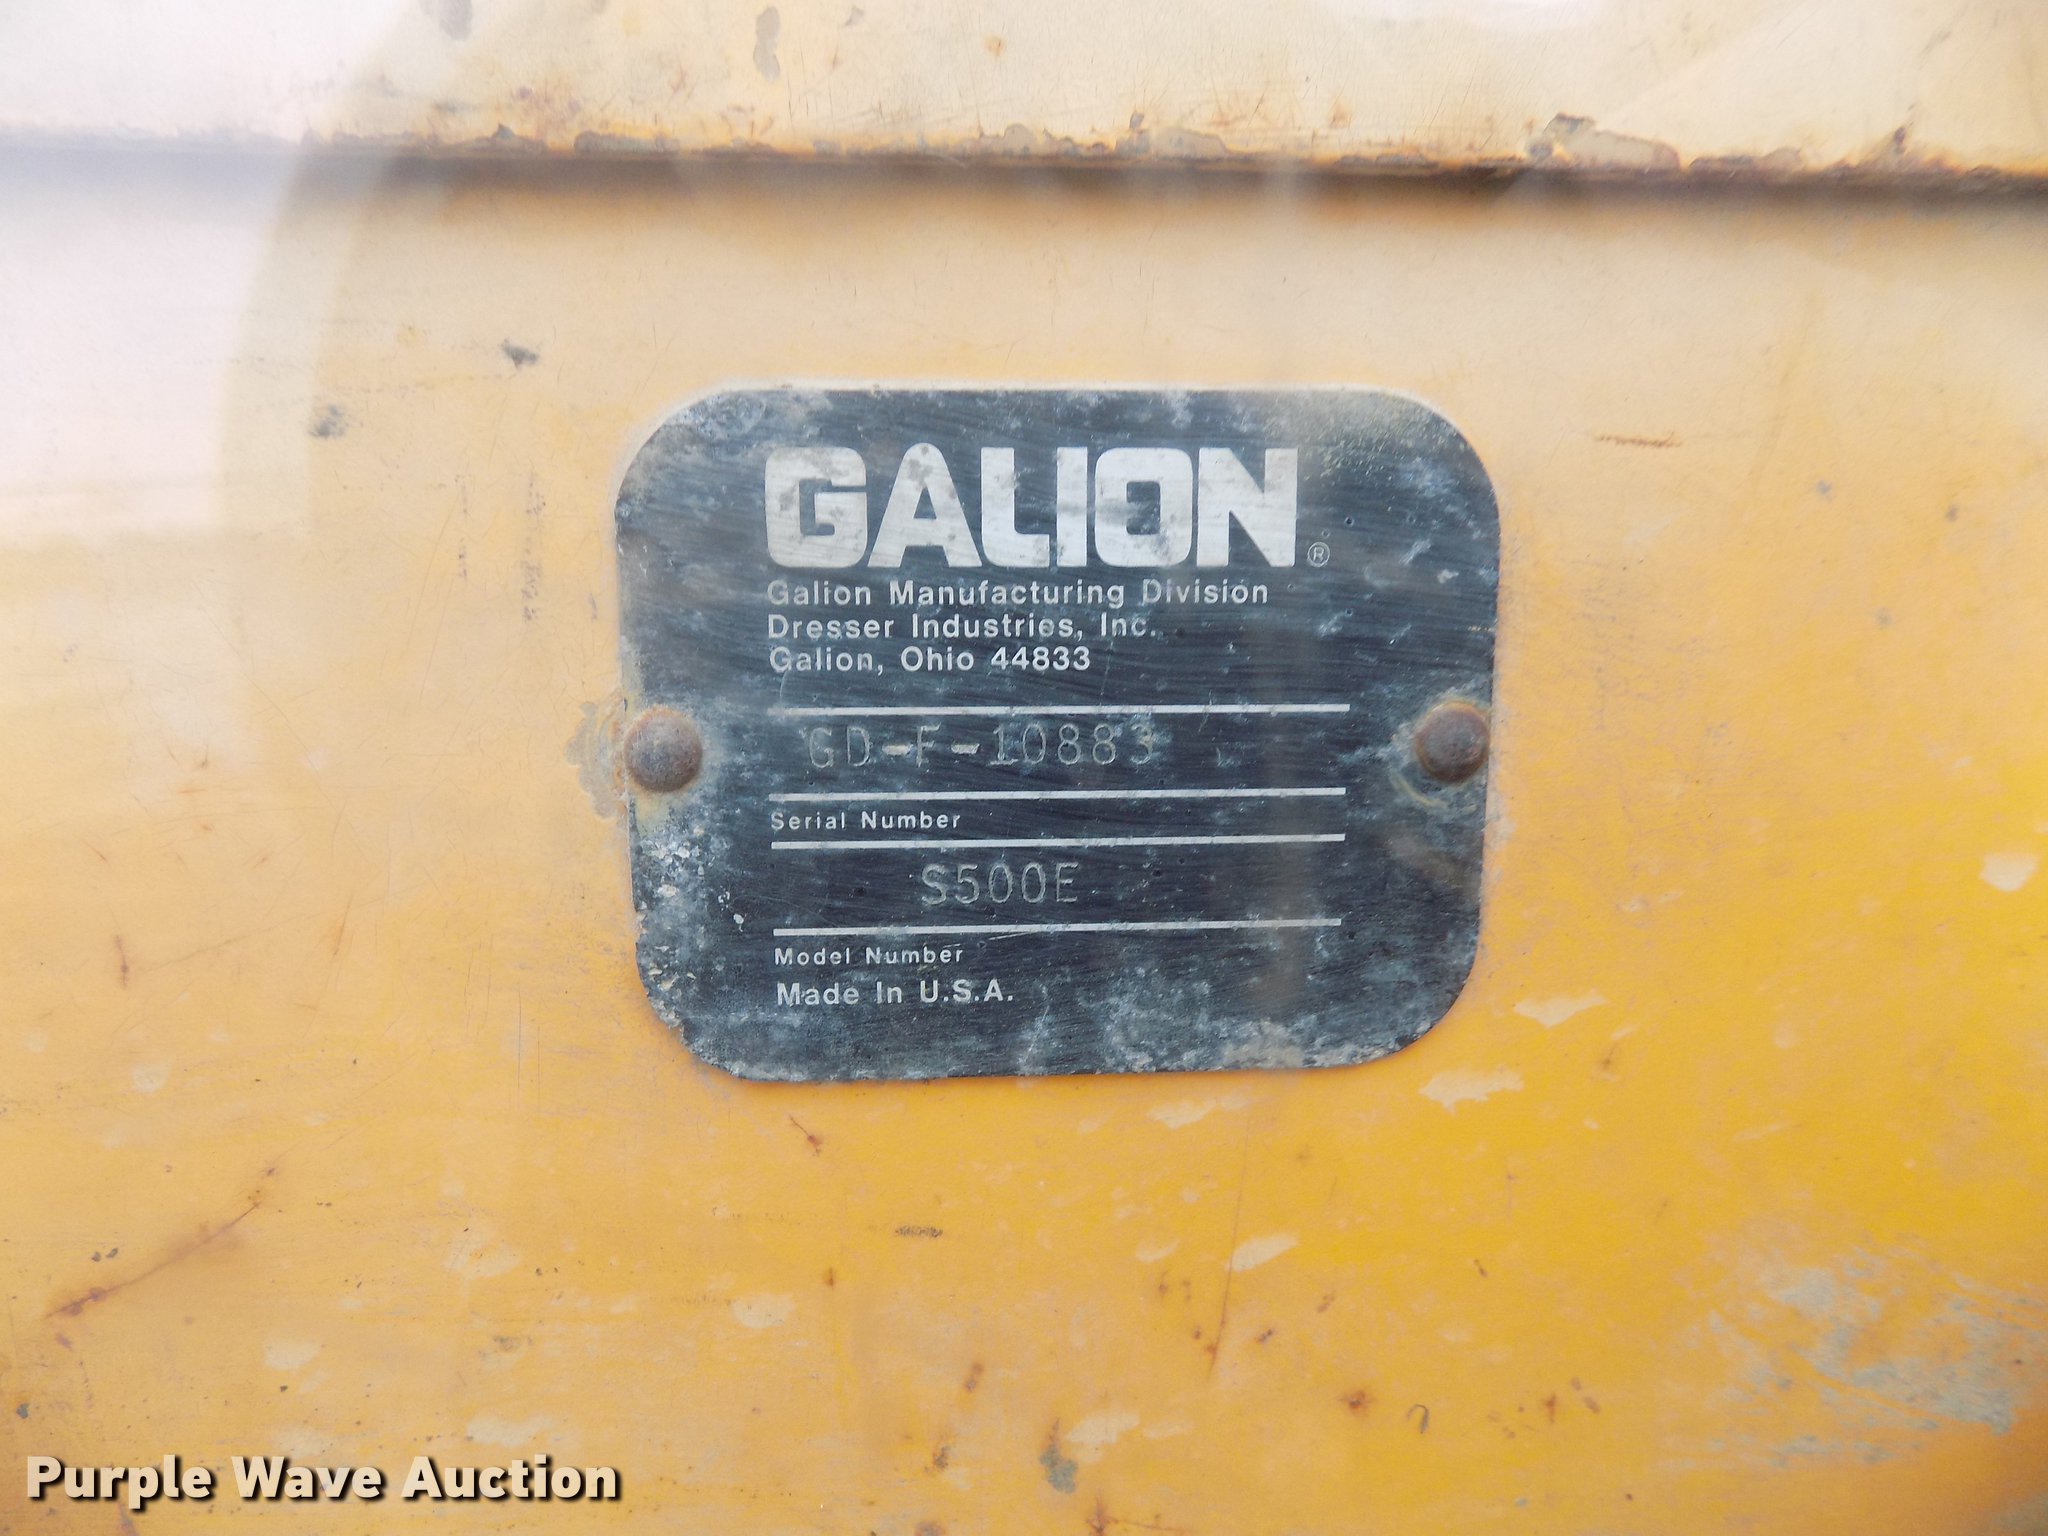 GALION®
Galion Manufacturing Division
Dresser Industries, Inc.
Galion, Ohio 44833
GD-F-10883
Serial Number
S500E
Model Number
Made In U.S.A.
Purple Wave Auction